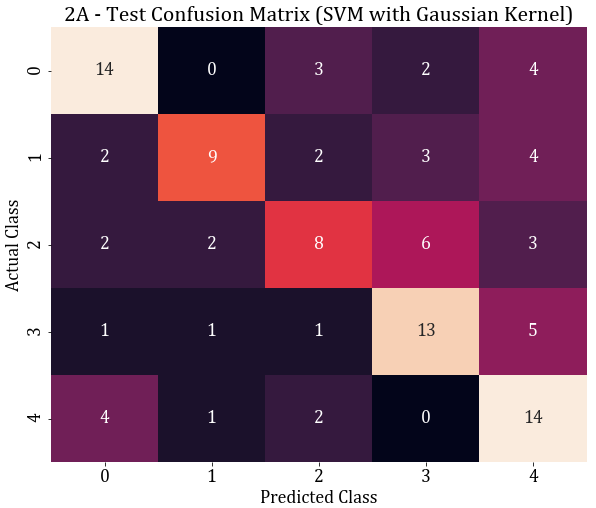 2A - Test Confusion Matrix (SVM with Gaussian Kernel)
0 14 0 3 2 4
1 2 9 2 3 4
2 2 2 8 6 3
3 1 1 1 13 5
4 4 1 2 0 14
Actual Class
0 1 2 3 4
Predicted Class